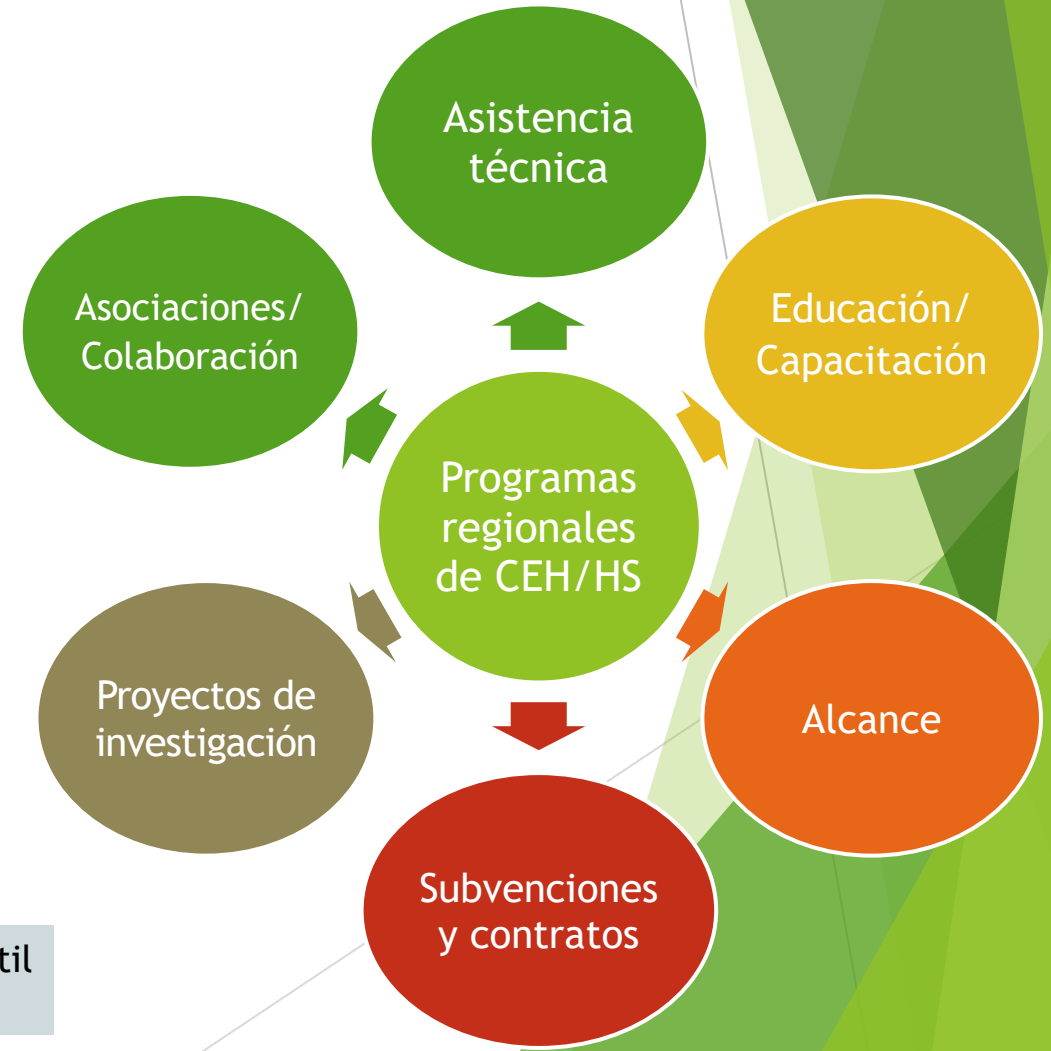 Asistencia
técnica
Educación/
Capacitación
Alcance
Subvenciones
y contratos
Proyectos de
investigación
Asociaciones/
Colaboración
Programas
regionales
de CEH/HS
til